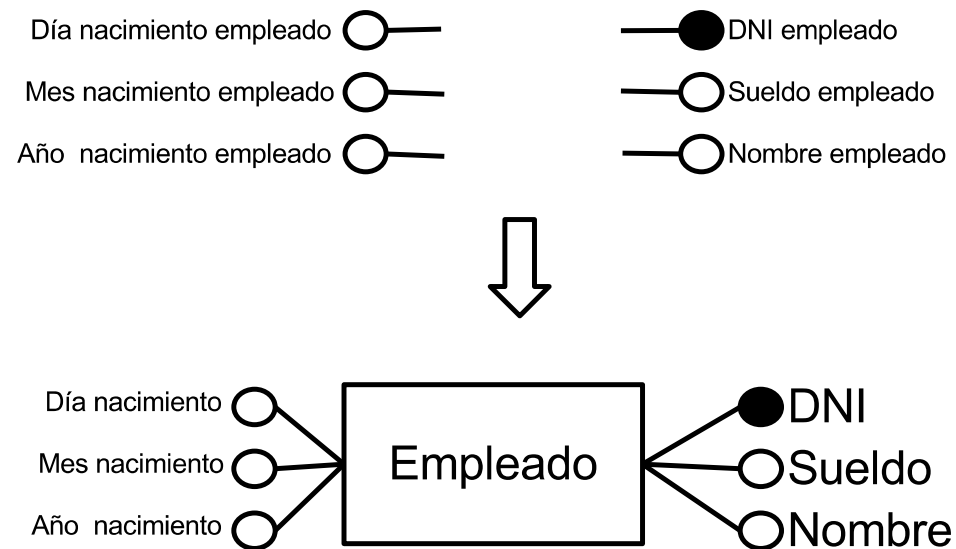 Día nacimiento empleado
DNI empleado
Mes nacimiento empleado
Sueldo empleado
Año nacimiento empleado
Nombre empleado
Día nacimiento
Mes nacimiento
Año nacimiento
Empleado
DNI
Sueldo
Nombre